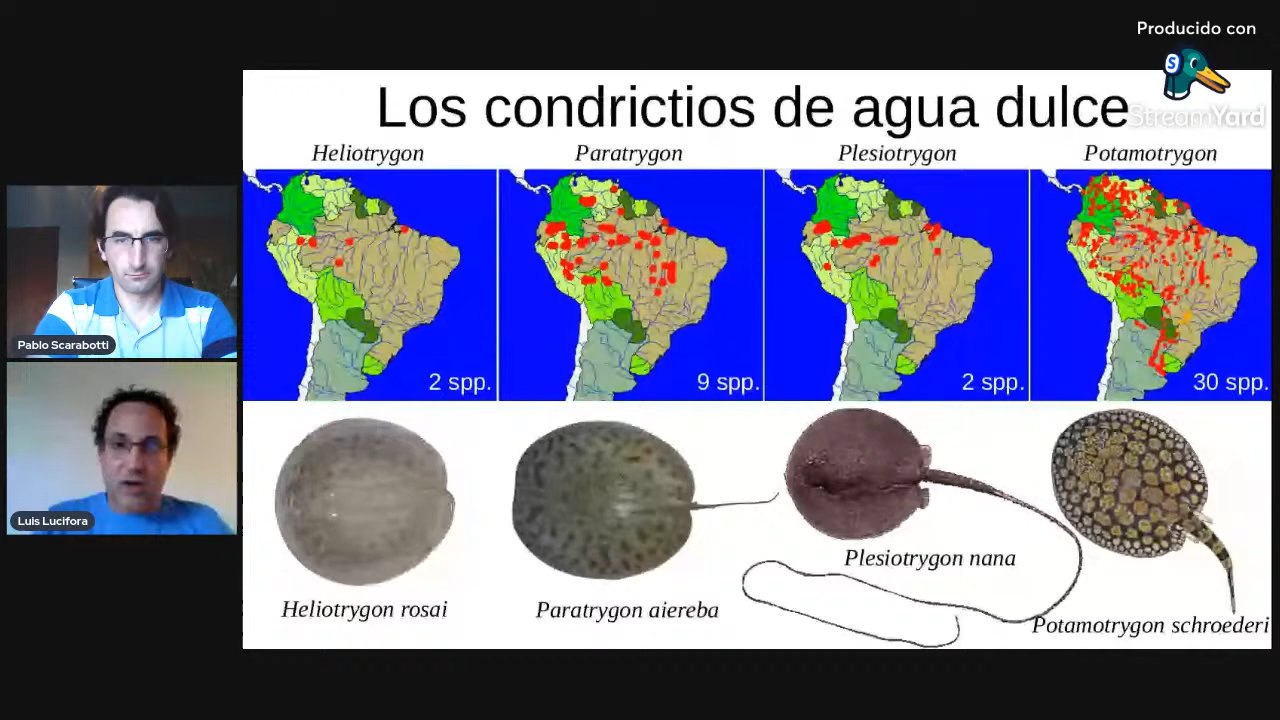 Producido con
StreamYard
Los condrictios de agua dulce
Heliotrygon
Paratrygon
Plesiotrygon
Potamotrygon
2 spp.
9 spp.
2 spp.
30 spp.
Pablo Scarabotti
Luis Lucifora
Heliotrygon rosai
Paratrygon aiereba
Plesiotrygon nana
Potamotrygon schroederi